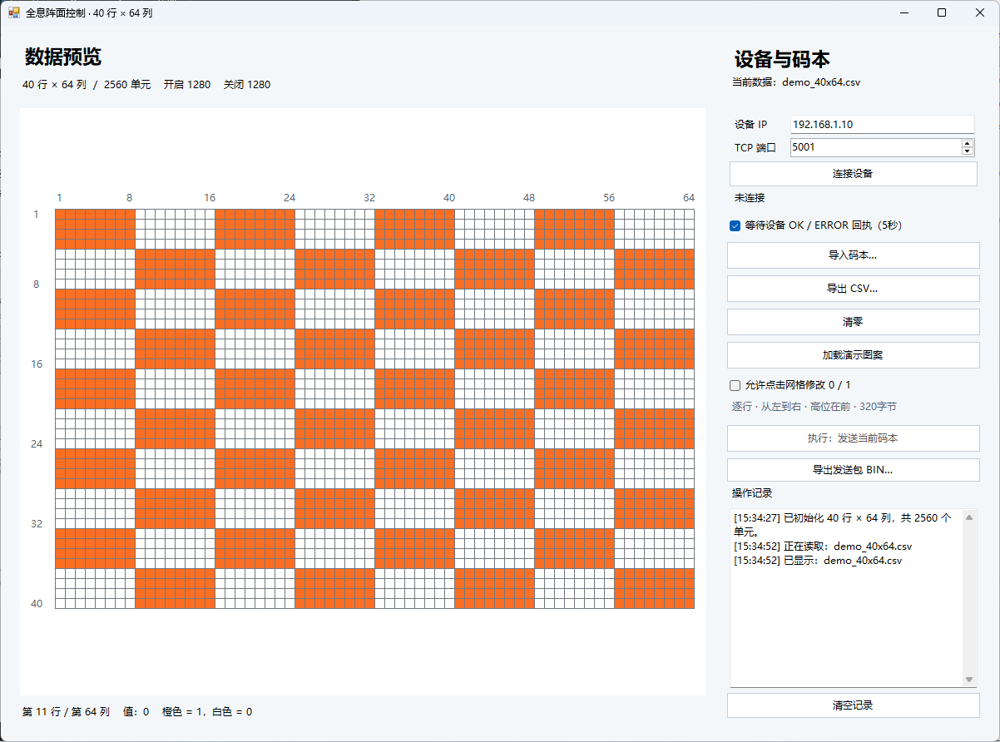 全息阵面控制 · 40 行 × 64 列
数据预览
40 行 × 64 列 / 2560 单元 开启 1280 关闭 1280
1 8 16 24 32 40 48 56 64
1
8
16
24
32
40
第 11 行 / 第 64 列 值：0 橙色 = 1，白色 = 0
设备与码本
当前数据：demo_40x64.csv
设备 IP 192.168.1.10
TCP 端口 5001
连接设备
未连接
等待设备 OK / ERROR 回执（5秒）
导入码本...
导出 CSV...
清零
加载演示图案
允许点击网格修改 0 / 1
逐行 · 从左到右 · 高位在前 · 320字节
执行：发送当前码本
导出发送包 BIN...
操作记录
[15:34:27] 已初始化 40 行 × 64 列，共 2560 个
单元。
[15:34:52] 正在读取：demo_40x64.csv
[15:34:52] 已显示：demo_40x64.csv
清空记录